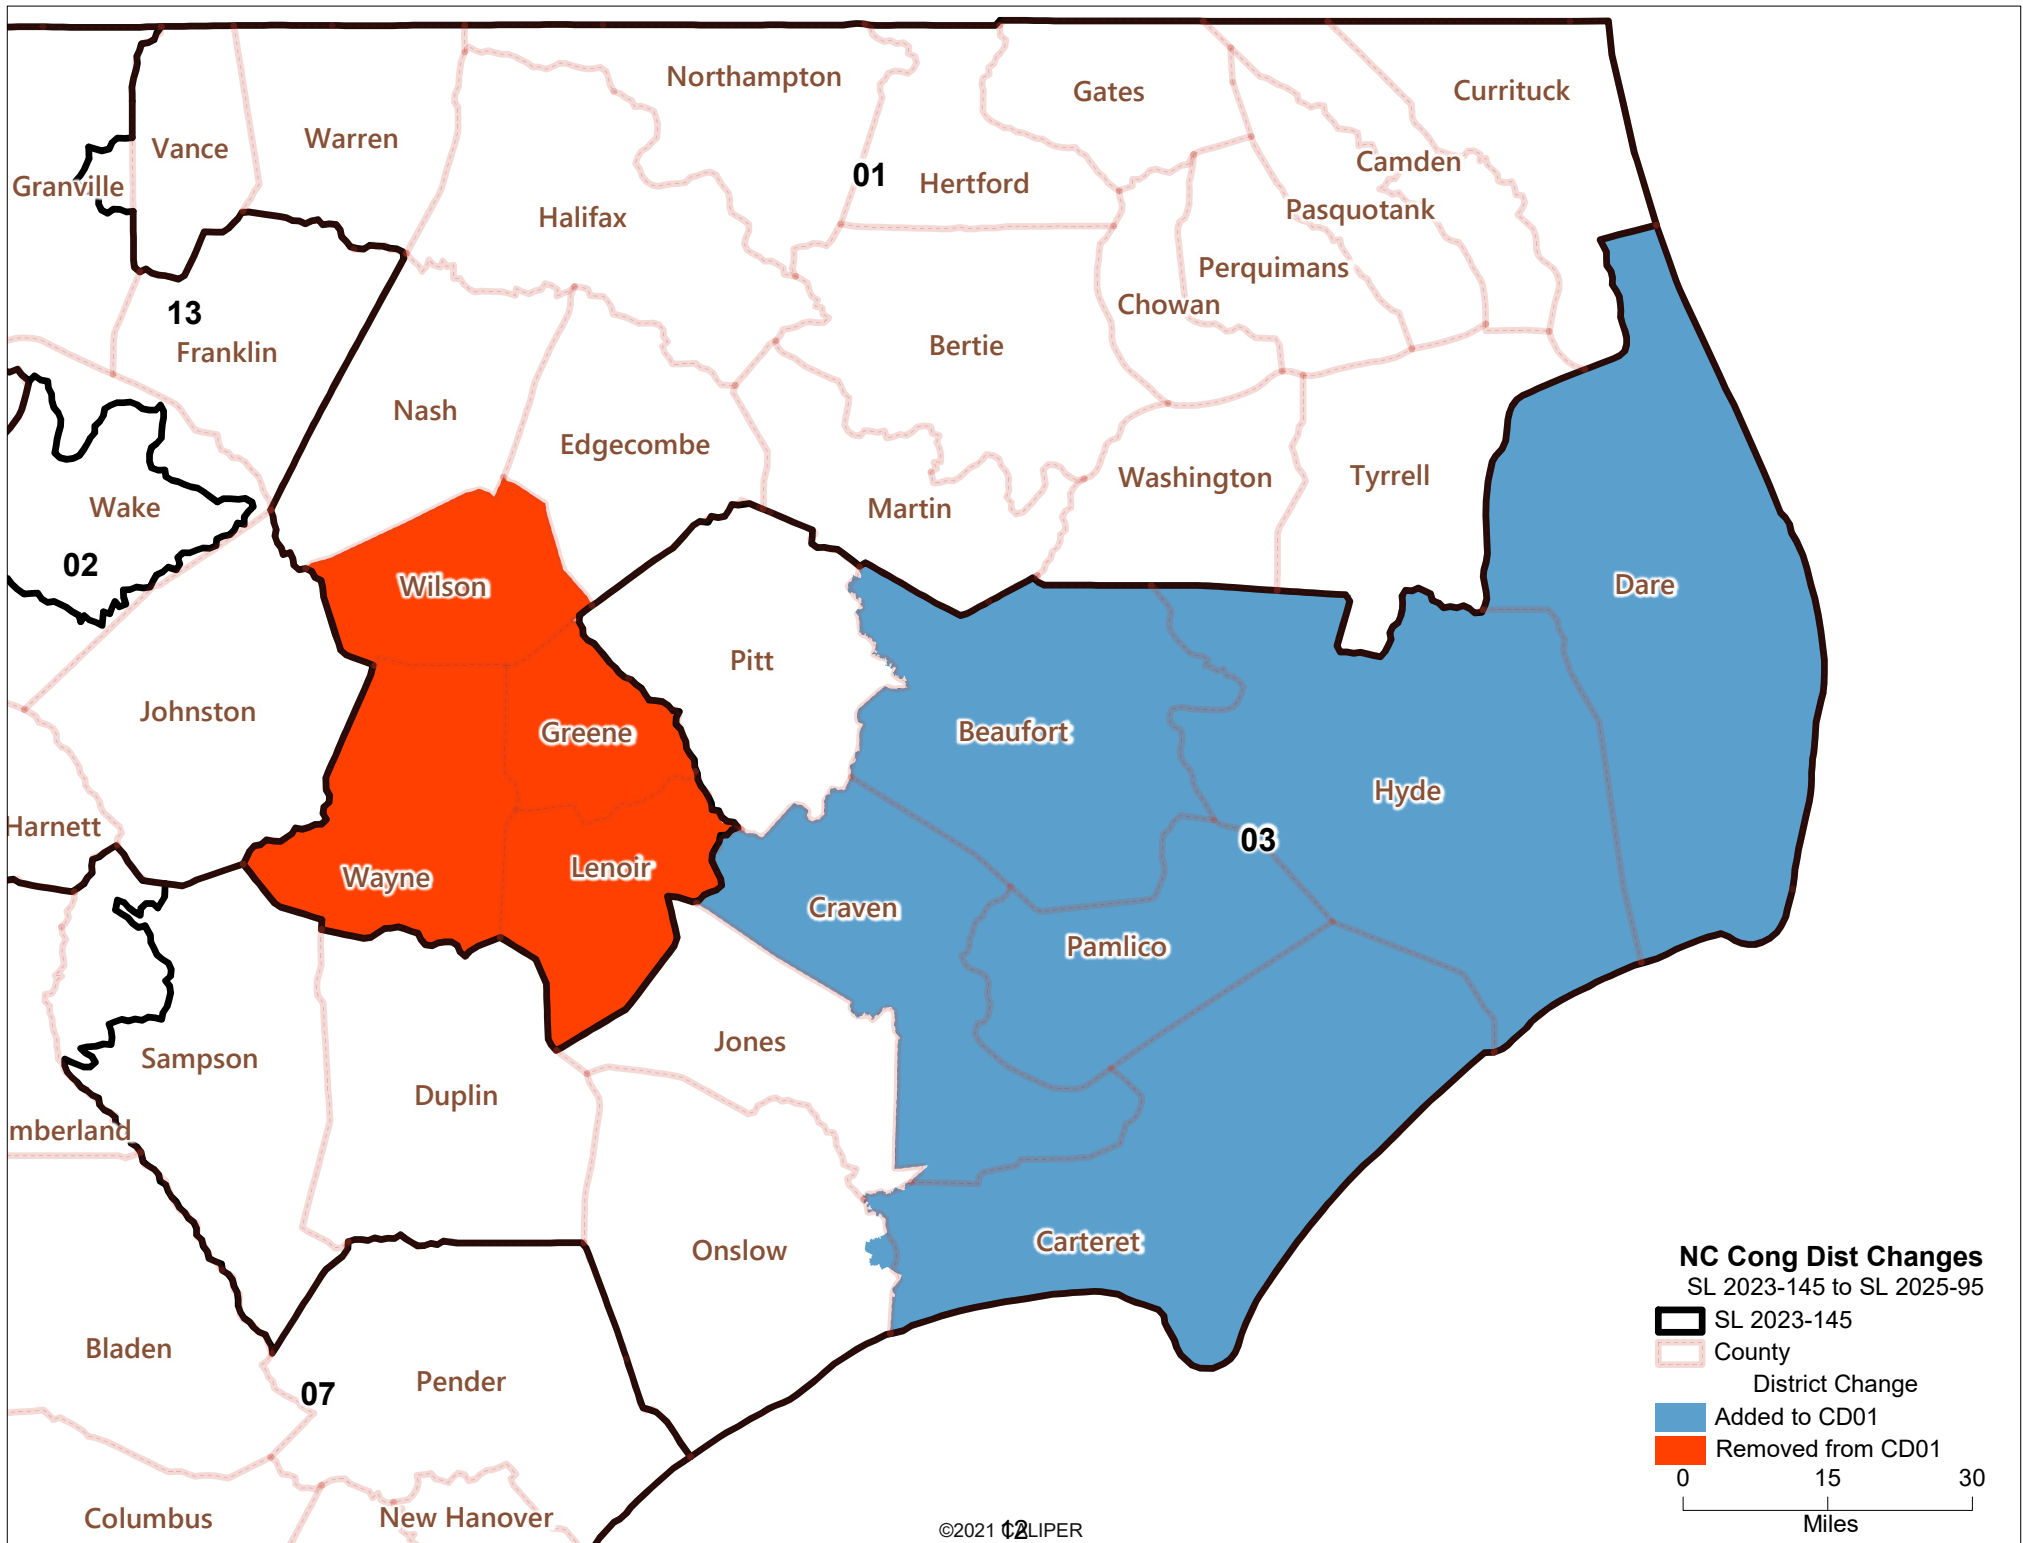 Northampton
Gates
Currituck
Vance
Warren
Camden
Granville
01
Hertford
Halifax
Pasquotank
Perquimans
Chowan
13
Franklin
Bertie
Nash
Edgecombe
Washington
Tyrrell
Wake
Martin
02
Wilson
Dare
Pitt
Johnston
Greene
Beaufort
Hyde
Harnett
03
Wayne
Lenoir
Craven
Pamlico
Jones
Sampson
Duplin
mberland
Onslow
Carteret
Bladen
07
Pender
Columbus
New Hanover
NC Cong Dist Changes
SL 2023-145 to SL 2025-95
SL 2023-145
County
District Change
Added to CD01
Removed from CD01
0 15 30
Miles
©2021 CALIPER
12